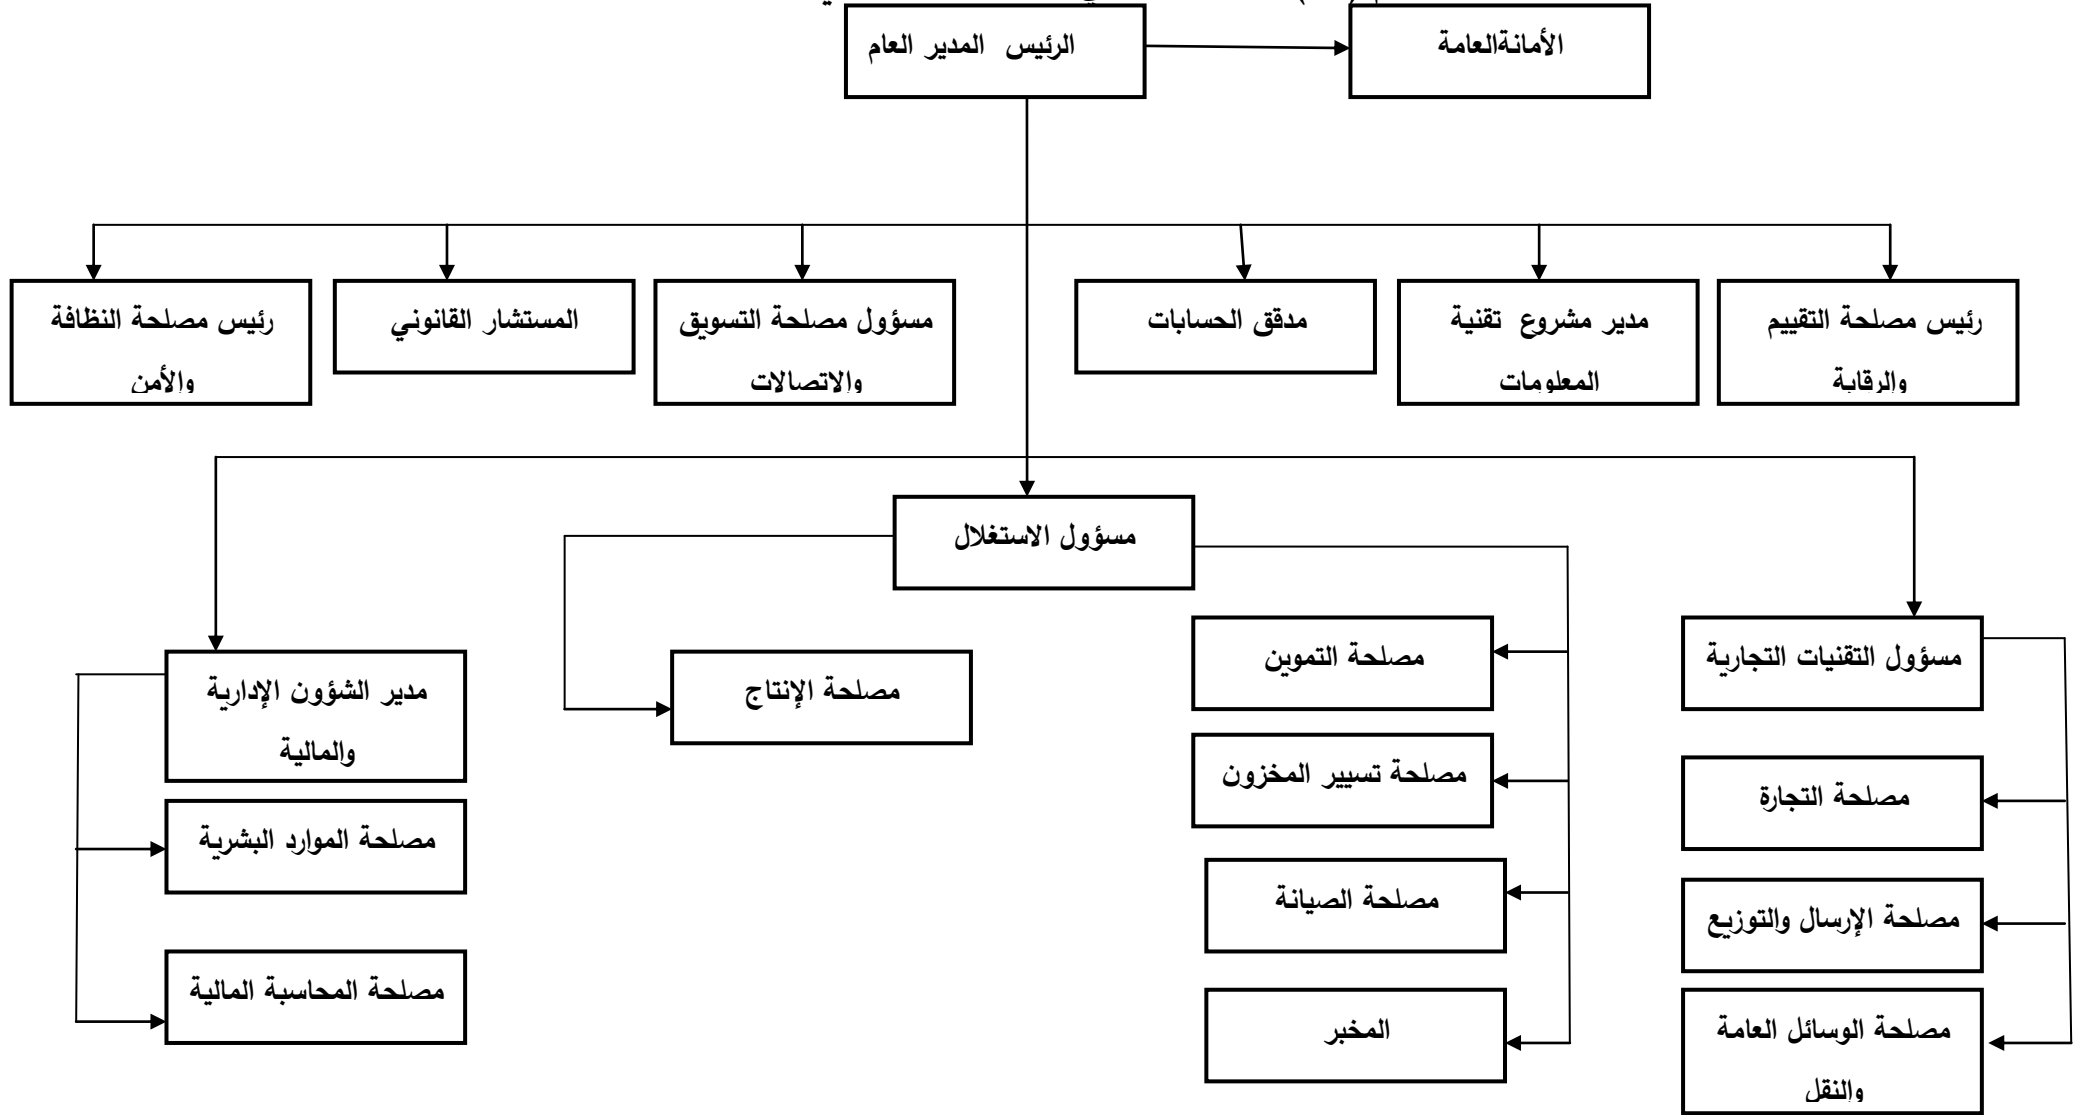 الرئيس المدير العام
الأمانةالعامة
رئيس مصلحة التقييم
والرقابة
مدير مشروع تقنية
المعلومات
مدقق الحسابات
مسؤول مصلحة التسويق
والاتصالات
المستشار القانوني
رئيس مصلحة النظافة
والأمن
مسؤول الاستغلال
مسؤول التقنيات التجارية
مصلحة التجارة
مصلحة الإرسال والتوزيع
مصلحة الوسائل العامة
والنقل
مصلحة التموين
مصلحة تسيير المخزون
مصلحة الصيانة
المخبر
مصلحة الإنتاج
مدير الشؤون الإدارية
والمالية
مصلحة الموارد البشرية
مصلحة المحاسبة المالية